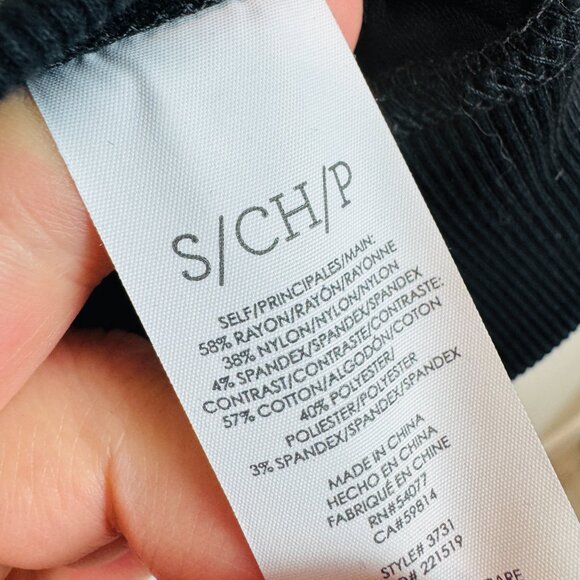 S/CH/P
SELF/PRINCIPALES/MAIN:
58% RAYON/RAYÓN/RAYONNE
38% NYLON/NYLON/NYLON
4% SPANDEX/SPANDEX/SPANDEX
CONTRAST/CONTRASTE/CONTRASTE:
57% COTTON/ALGODÓN/COTON
40% POLYESTER/
POLIESTER/POLYESTER
3% SPANDEX/SPANDEX/SPANDEX
MADE IN CHINA
HECHO EN CHINA
FABRIQUÉ EN CHINE
RN#54077
CA#59814
STYLE# 3731
# 221519